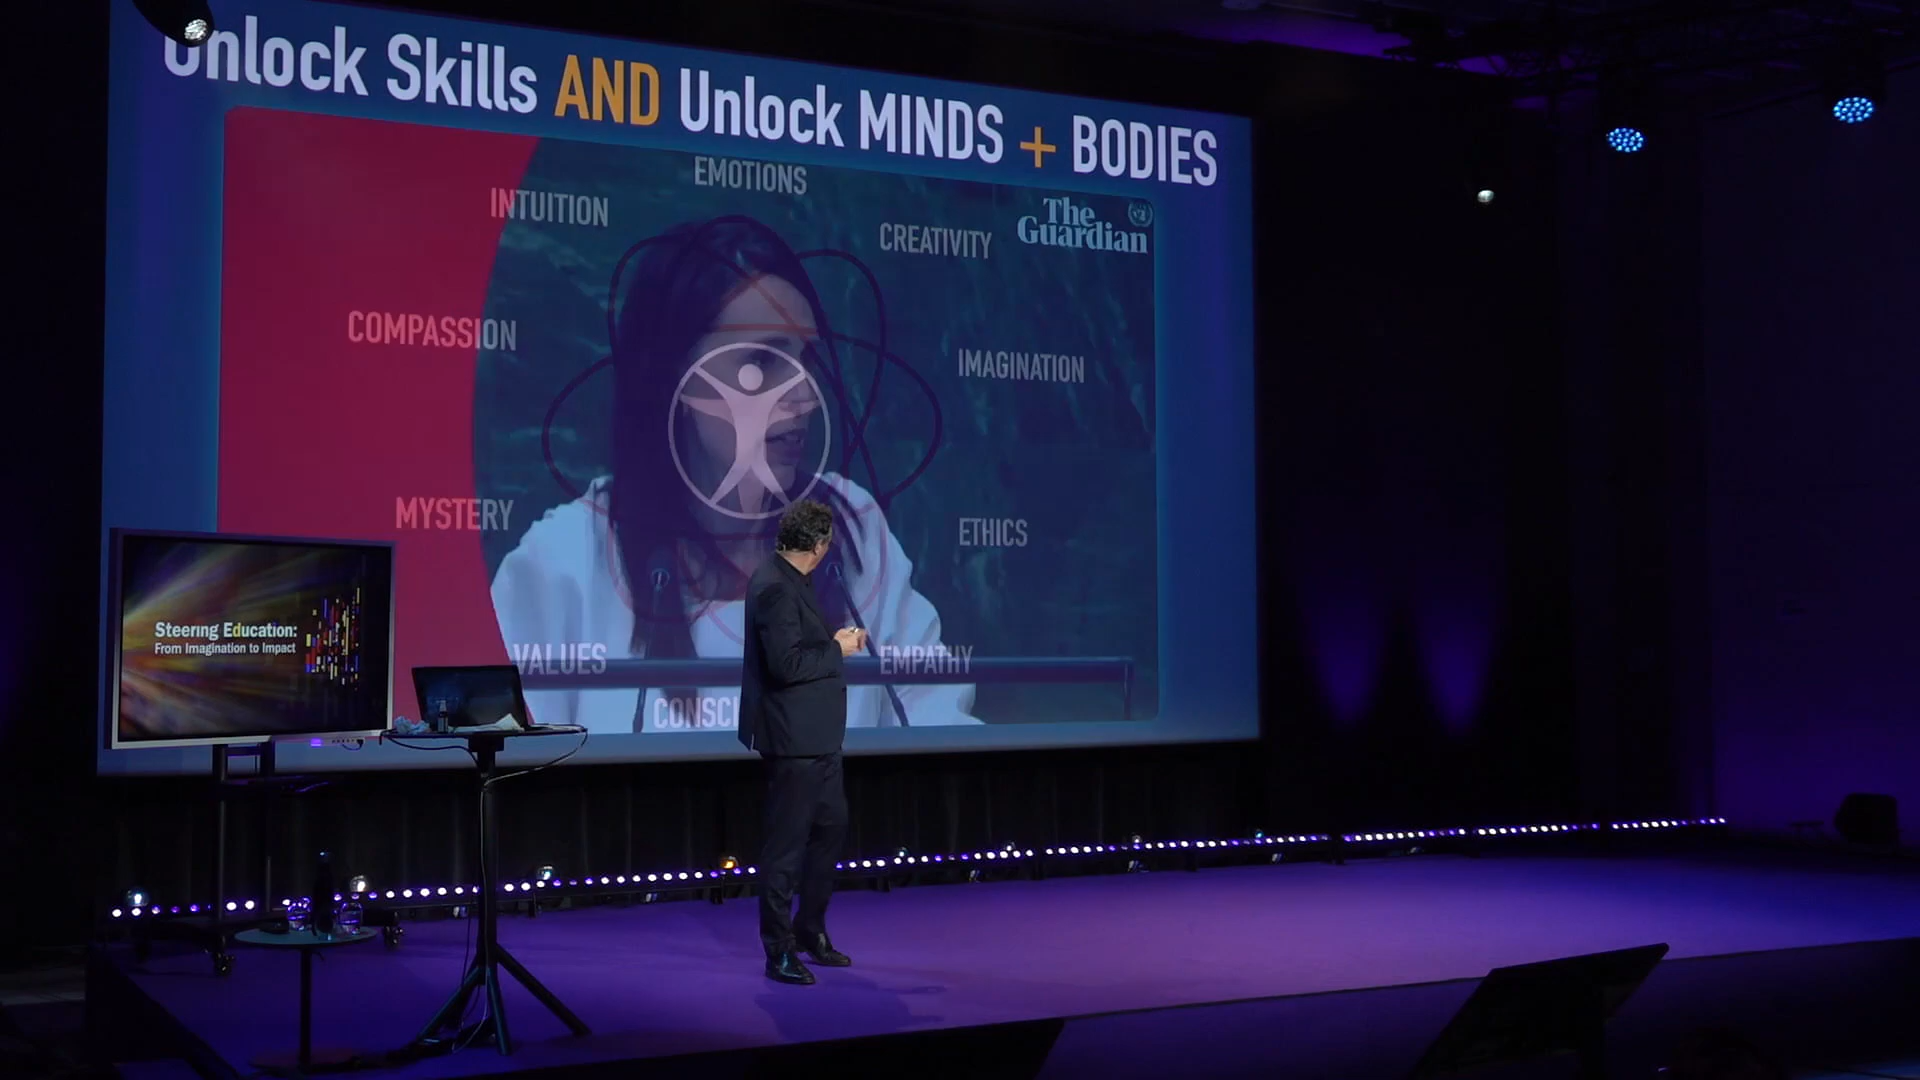 Unlock Skills AND Unlock MINDS + BODIES
EMOTIONS
INTUITION
CREATIVITY
The
Guardian
COMPASSION
IMAGINATION
MYSTERY
ETHICS
VALUES
EMPATHY
Steering Education:
From Imagination to Impact